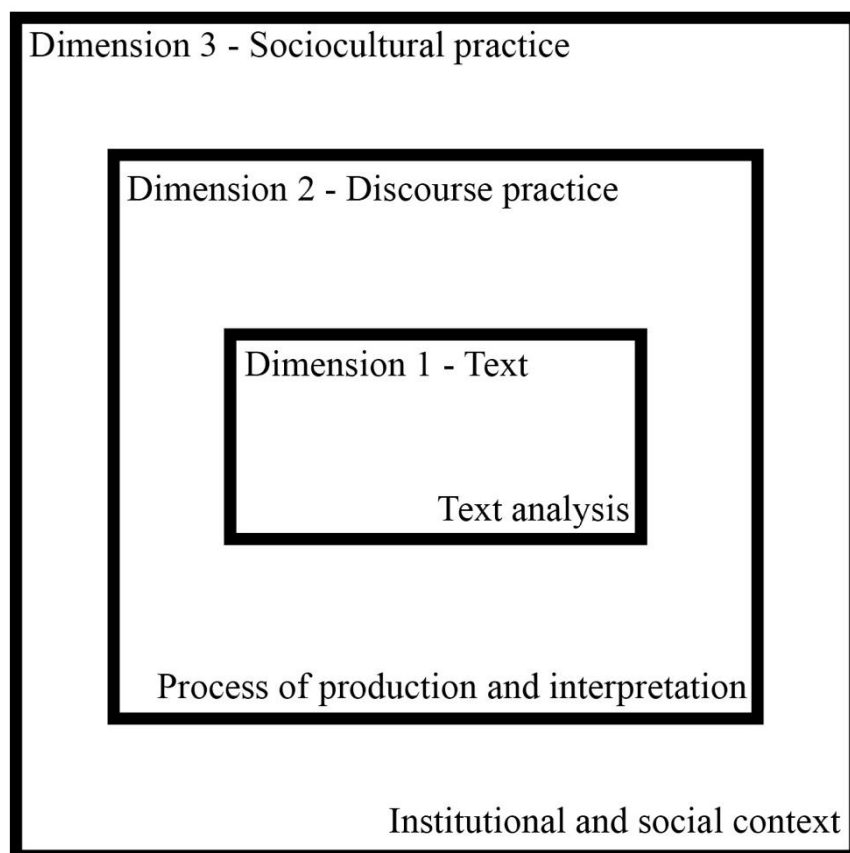 Dimension 3 - Sociocultural practice
Dimension 2 - Discourse practice
Dimension 1 - Text
Text analysis
Process of production and interpretation
Institutional and social context